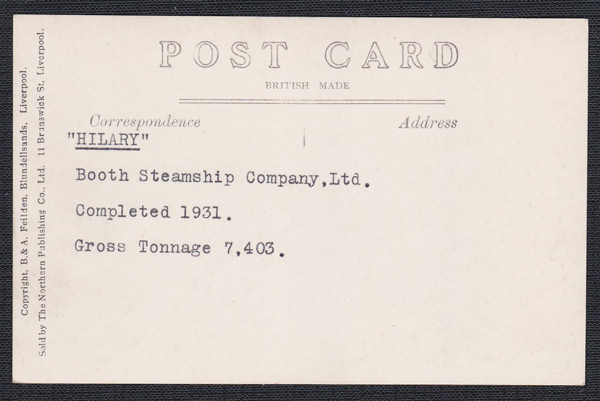 POST CARD
BRITISH MADE
Correspondence Address
"HILARY"
Booth Steamship Company,Ltd.
Completed 1931.
Gross Tonnage 7,403.
Copyright, B. & A. Feilden, Blundellsands, Liverpool.
Sold by The Northern Publishing Co., Ltd. 11 Brunswick St. Liverpool.